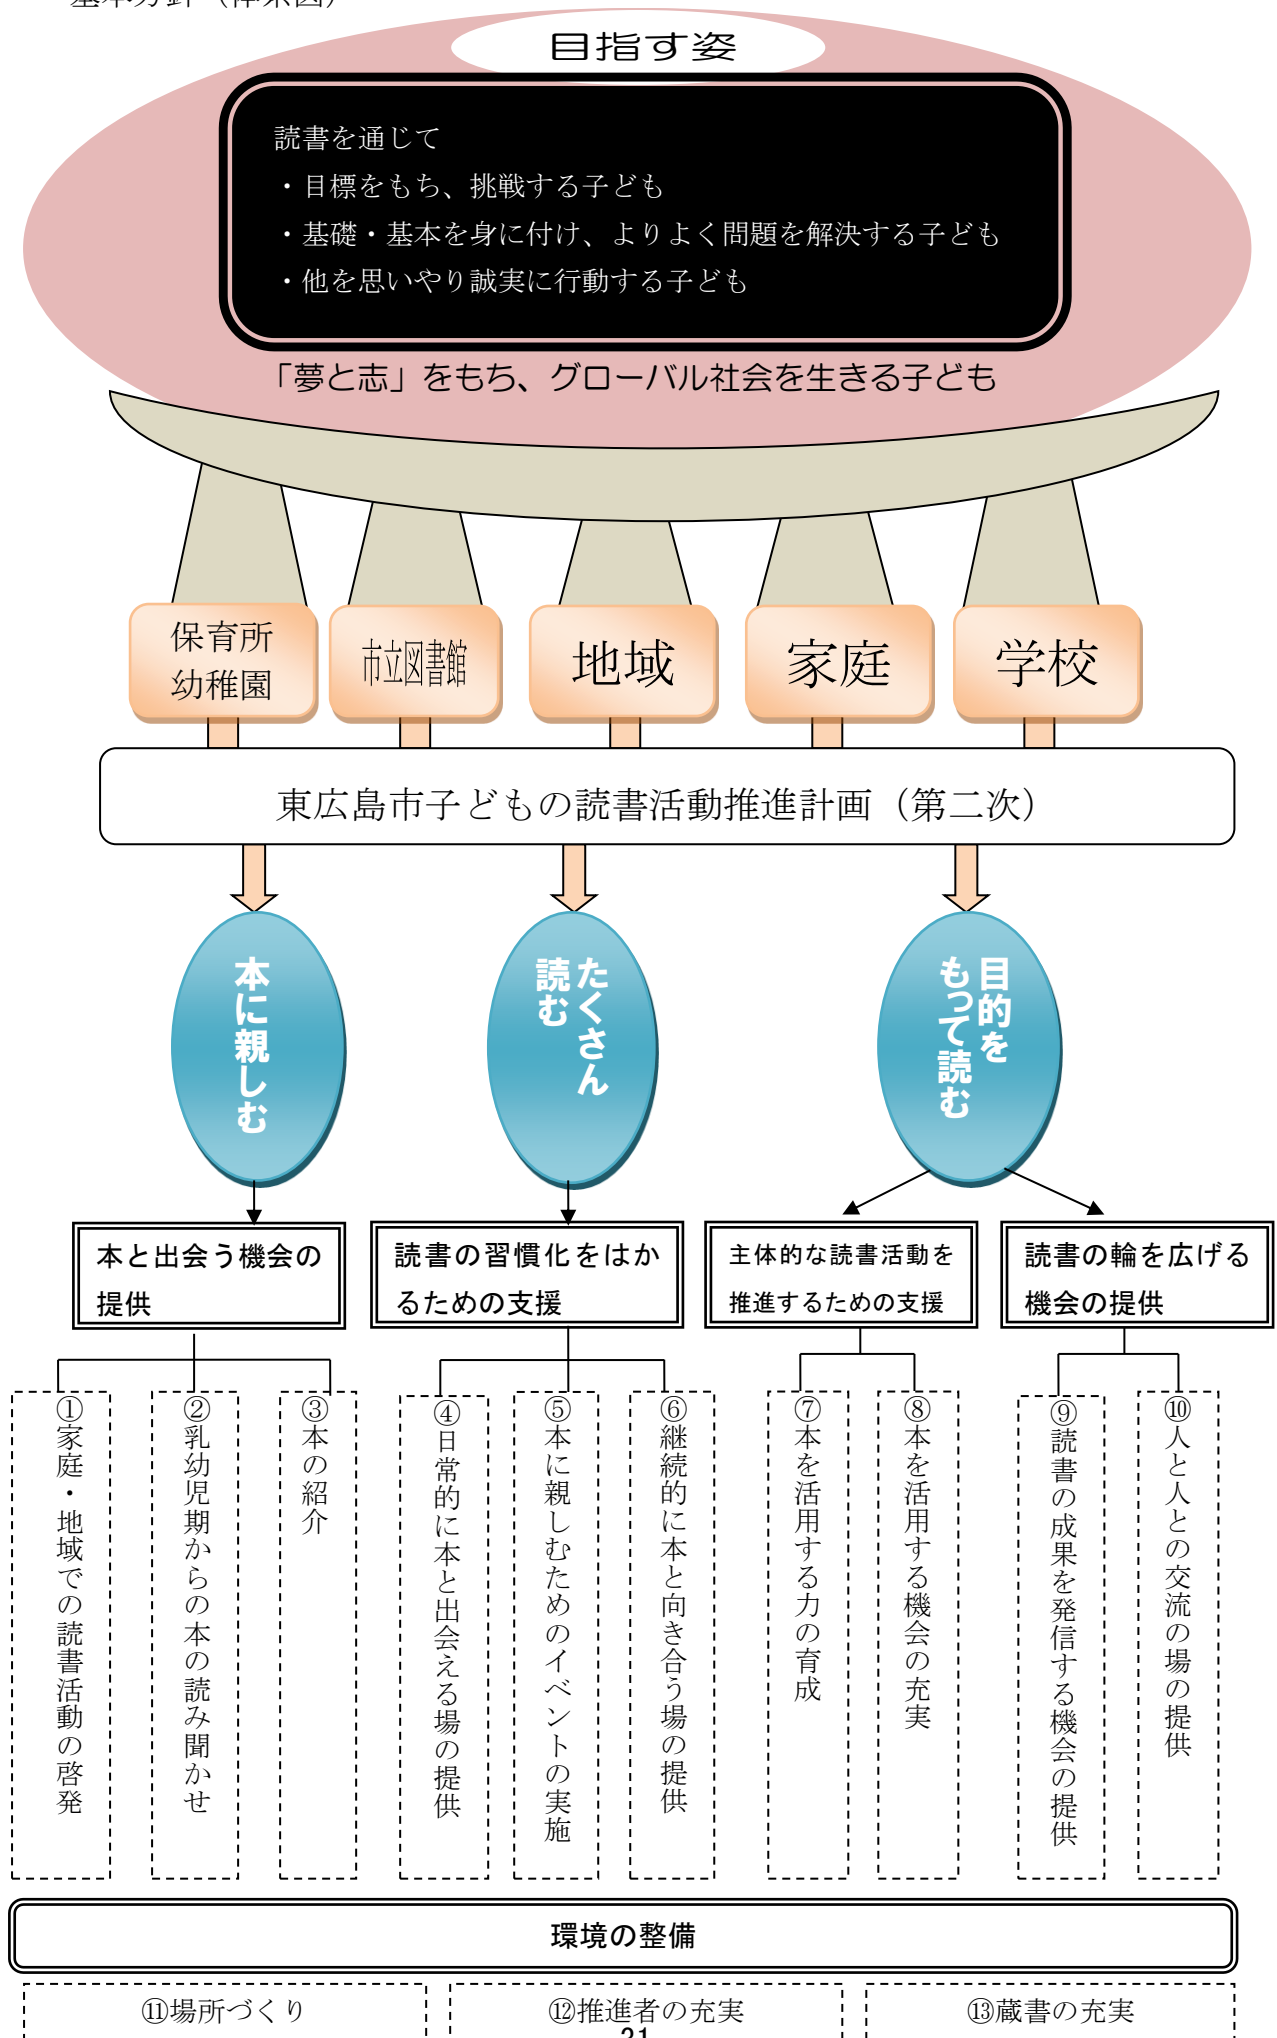 基本方針（体系図）
目指す姿
読書を通じて
・目標をもち、挑戦する子ども
・基礎・基本を身に付け、よりよく問題を解決する子ども
・他を思いやり誠実に行動する子ども
「夢と志」をもち、グローバル社会を生きる子ども
保育所
幼稚園
市立図書館
地域
家庭
学校
東広島市子どもの読書活動推進計画（第二次）
本に親しむ
たくさん
読む
目的を
もって読む
本と出会う機会の
提供
読書の習慣化をはか
るための支援
主体的な読書活動を
推進するための支援
読書の輪を広げる
機会の提供
①家庭・地域での読書活動の啓発
②乳幼児期からの本の読み聞かせ
③本の紹介
④日常的に本と出会える場の提供
⑤本に親しむためのイベントの実施
⑥継続的に本と向き合う場の提供
⑦本を活用する力の育成
⑧本を活用する機会の充実
⑨読書の成果を発信する機会の提供
⑩人と人との交流の場の提供
環境の整備
⑪場所づくり
⑫推進者の充実
⑬蔵書の充実
21